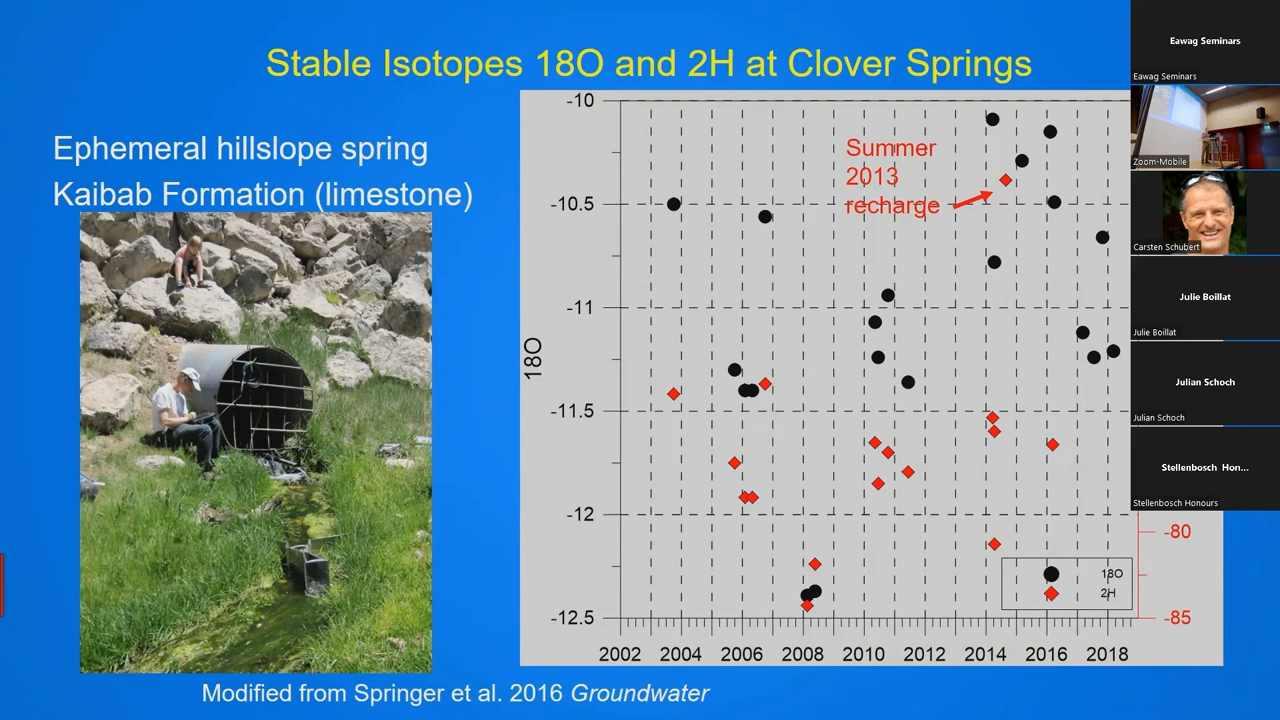 Stable Isotopes 18O and 2H at Clover Springs
Ephemeral hillslope spring
Kaibab Formation (limestone)
-10
-10.5
-11
-11.5
-12
-12.5
18O
Summer
2013
recharge
18O
2H
-80
-85
2002 2004 2006 2008 2010 2012 2014 2016 2018
Modified from Springer et al. 2016 Groundwater
Eawag Seminars
Eawag Seminars
Zoom-Mobile
Carsten Schubert
Julie Boillat
Julie Boillat
Julian Schoch
Julian Schoch
Stellenbosch Hon...
Stellenbosch Honours